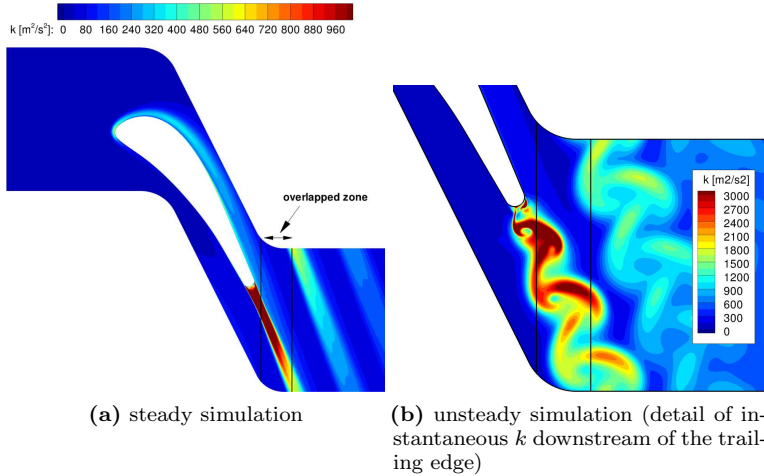 k [m²/s²]: 0 80 160 240 320 400 480 560 640 720 800 880 960
overlapped zone
k [m2/s2]
3000
2700
2400
2100
1800
1500
1200
900
600
300
0
(a) steady simulation
(b) unsteady simulation (detail of in-
stantaneous k downstream of the trail-
ing edge)